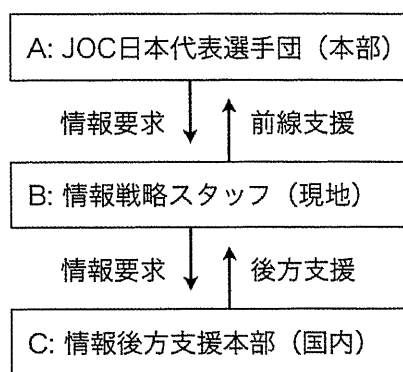 A: JOC日本代表選手団（本部）
情報要求 前線支援
B: 情報戦略スタッフ（現地）
情報要求 後方支援
C: 情報後方支援本部（国内）